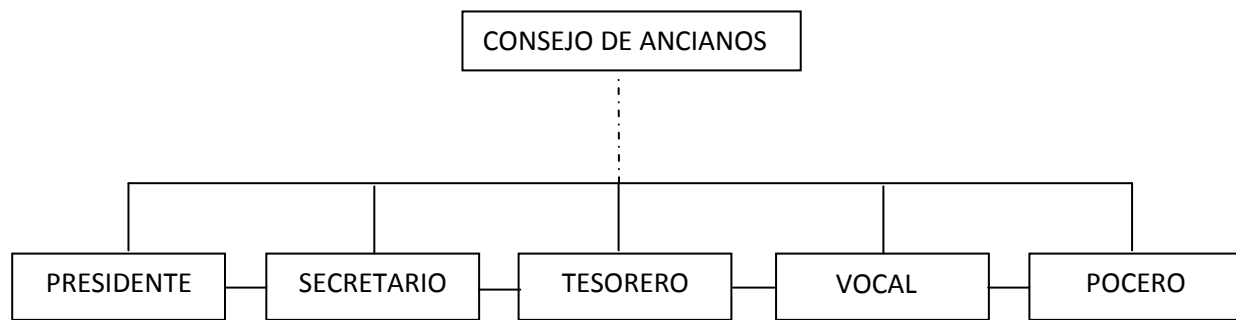 CONSEJO DE ANCIANOS
PRESIDENTE
SECRETARIO
TESORERO
VOCAL
POCERO